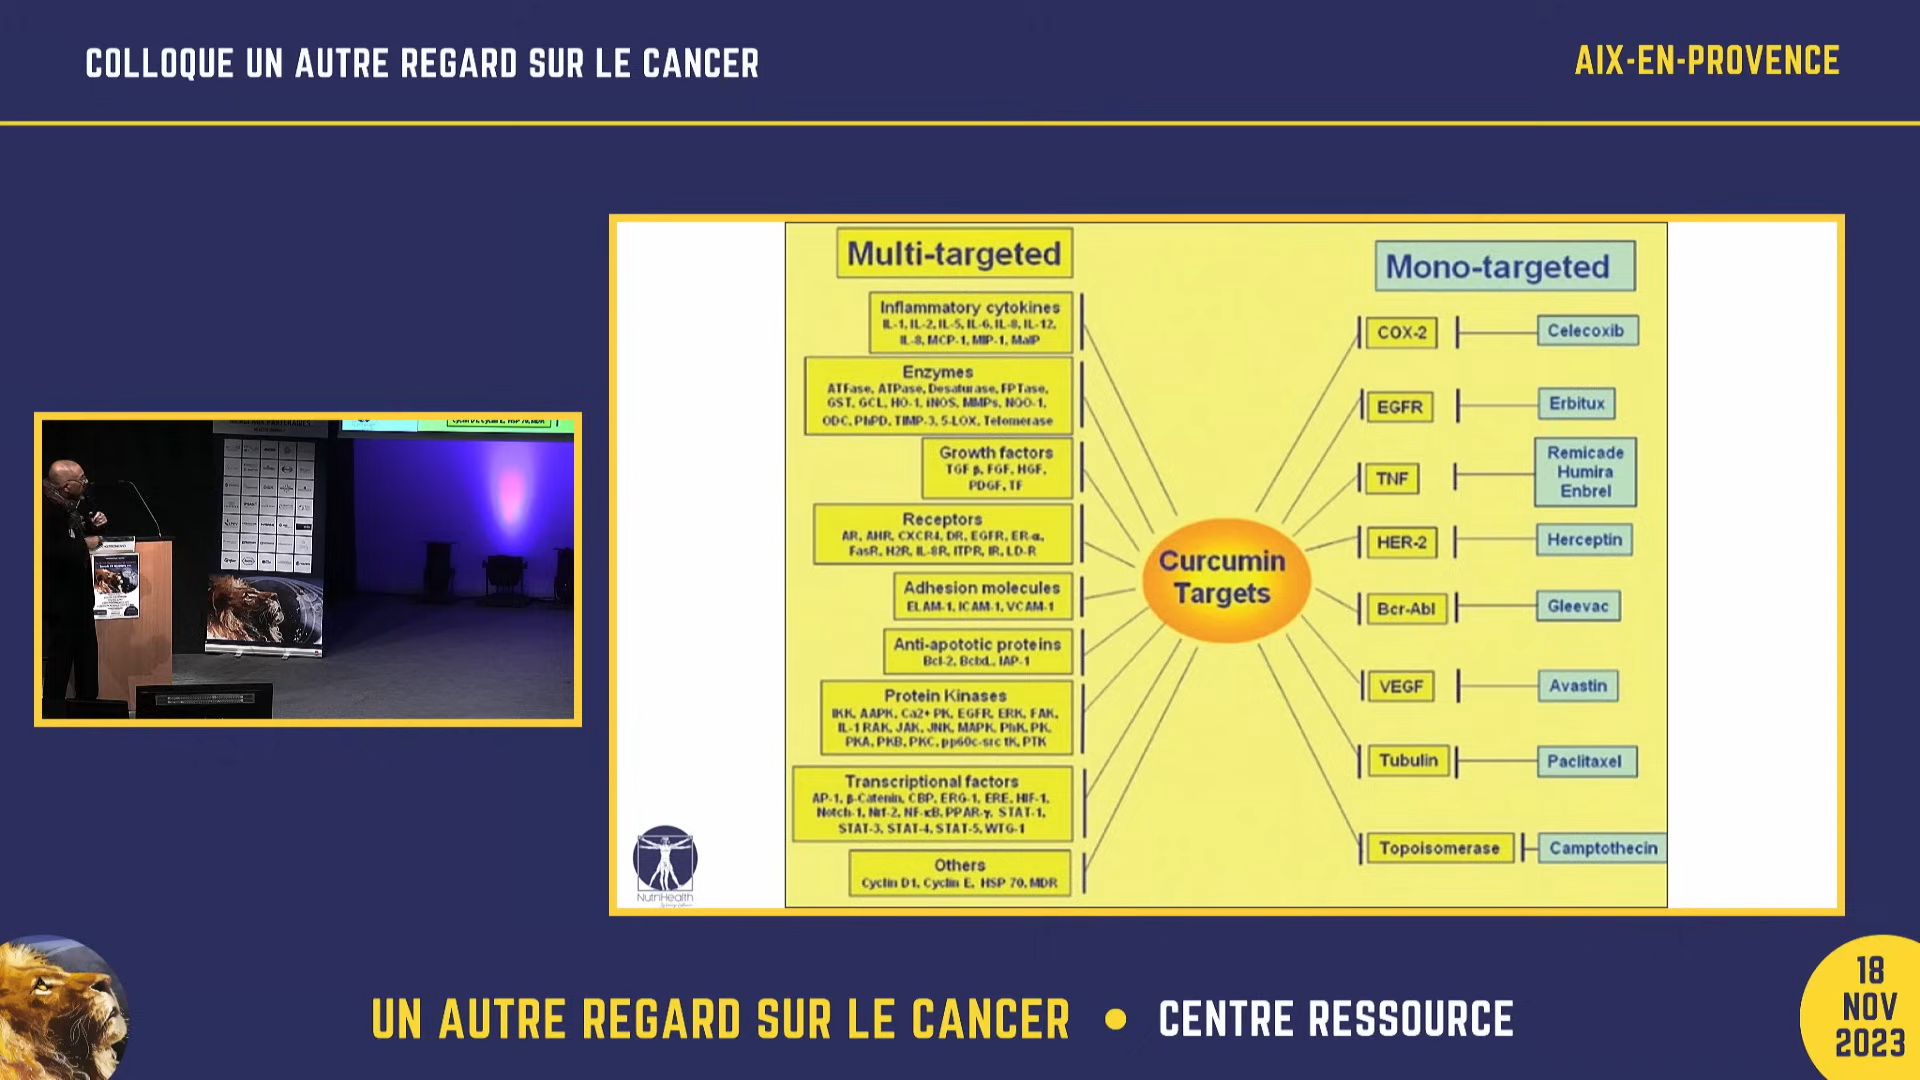 COLLOQUE UN AUTRE REGARD SUR LE CANCER
AIX-EN-PROVENCE
Multi-targeted
Inflammatory cytokines
IL-1, IL-2, IL-5, IL-6, IL-8, IL-12,
IL-8, MCP-1, MIP-1, MaIP
Enzymes
ATFase, ATPase, Desaturase, FPTase,
GST, GCL, HO-1, iNOS, MMPs, NQO-1,
ODC, PhPD, TIMP-3, 5-LOX, Telomerase
Growth factors
TGF β, FGF, HGF,
PDGF, TF
Receptors
AR, AHR, CXCR4, DR, EGFR, ER-α,
FasR, H2R, IL-8R, ITPR, IR, LD-R
Adhesion molecules
ELAM-1, ICAM-1, VCAM-1
Anti-apototic proteins
Bcl-2, BclxL, IAP-1
Protein Kinases
IKK, AAPK, Ca2+ PK, EGFR, ERK, FAK,
IL-1 RAK, JAK, JNK, MAPK, PhK, PK,
PKA, PKB, PKC, pp60c-src tK, PTK
Transcriptional factors
AP-1, β-Catenin, CBP, ERG-1, ERE, HIF-1,
Notch-1, Nrf-2, NF-κB, PPAR-γ, STAT-1,
STAT-3, STAT-4, STAT-5, WTG-1
Others
Cyclin D1, Cyclin E, HSP 70, MDR
Curcumin
Targets
Mono-targeted
COX-2
Celecoxib
EGFR
Erbitux
TNF
Remicade
Humira
Enbrel
HER-2
Herceptin
Bcr-Abl
Gleevac
VEGF
Avastin
Tubulin
Paclitaxel
Topoisomerase
Camptothecin
NutriHealth
UN AUTRE REGARD SUR LE CANCER • CENTRE RESSOURCE
18
NOV
2023